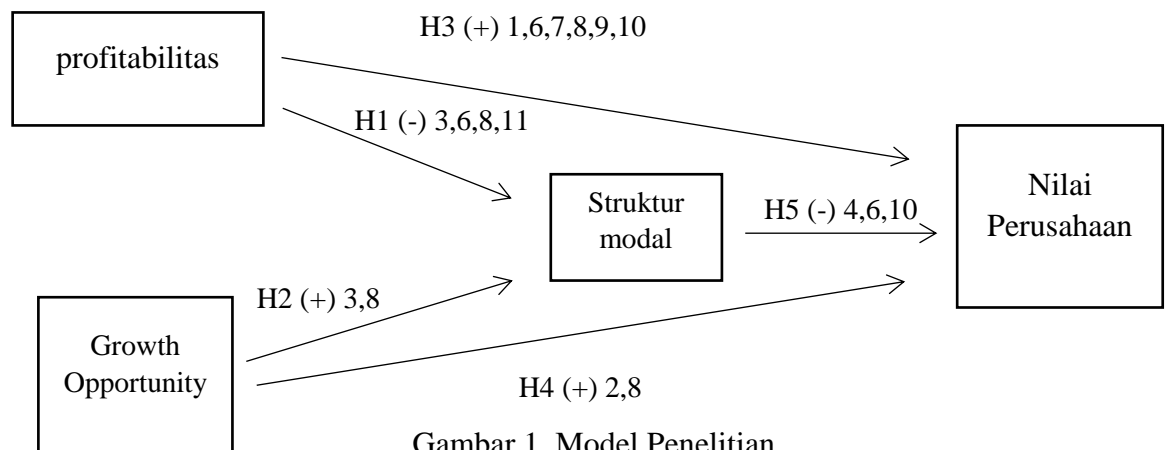 H3 (+) 1,6,7,8,9,10
profitabilitas
H1 (-) 3,6,8,11
Struktur
modal
H5 (-) 4,6,10
Nilai
Perusahaan
H2 (+) 3,8
Growth
Opportunity
H4 (+) 2,8
Gambar 1. Model Penelitian